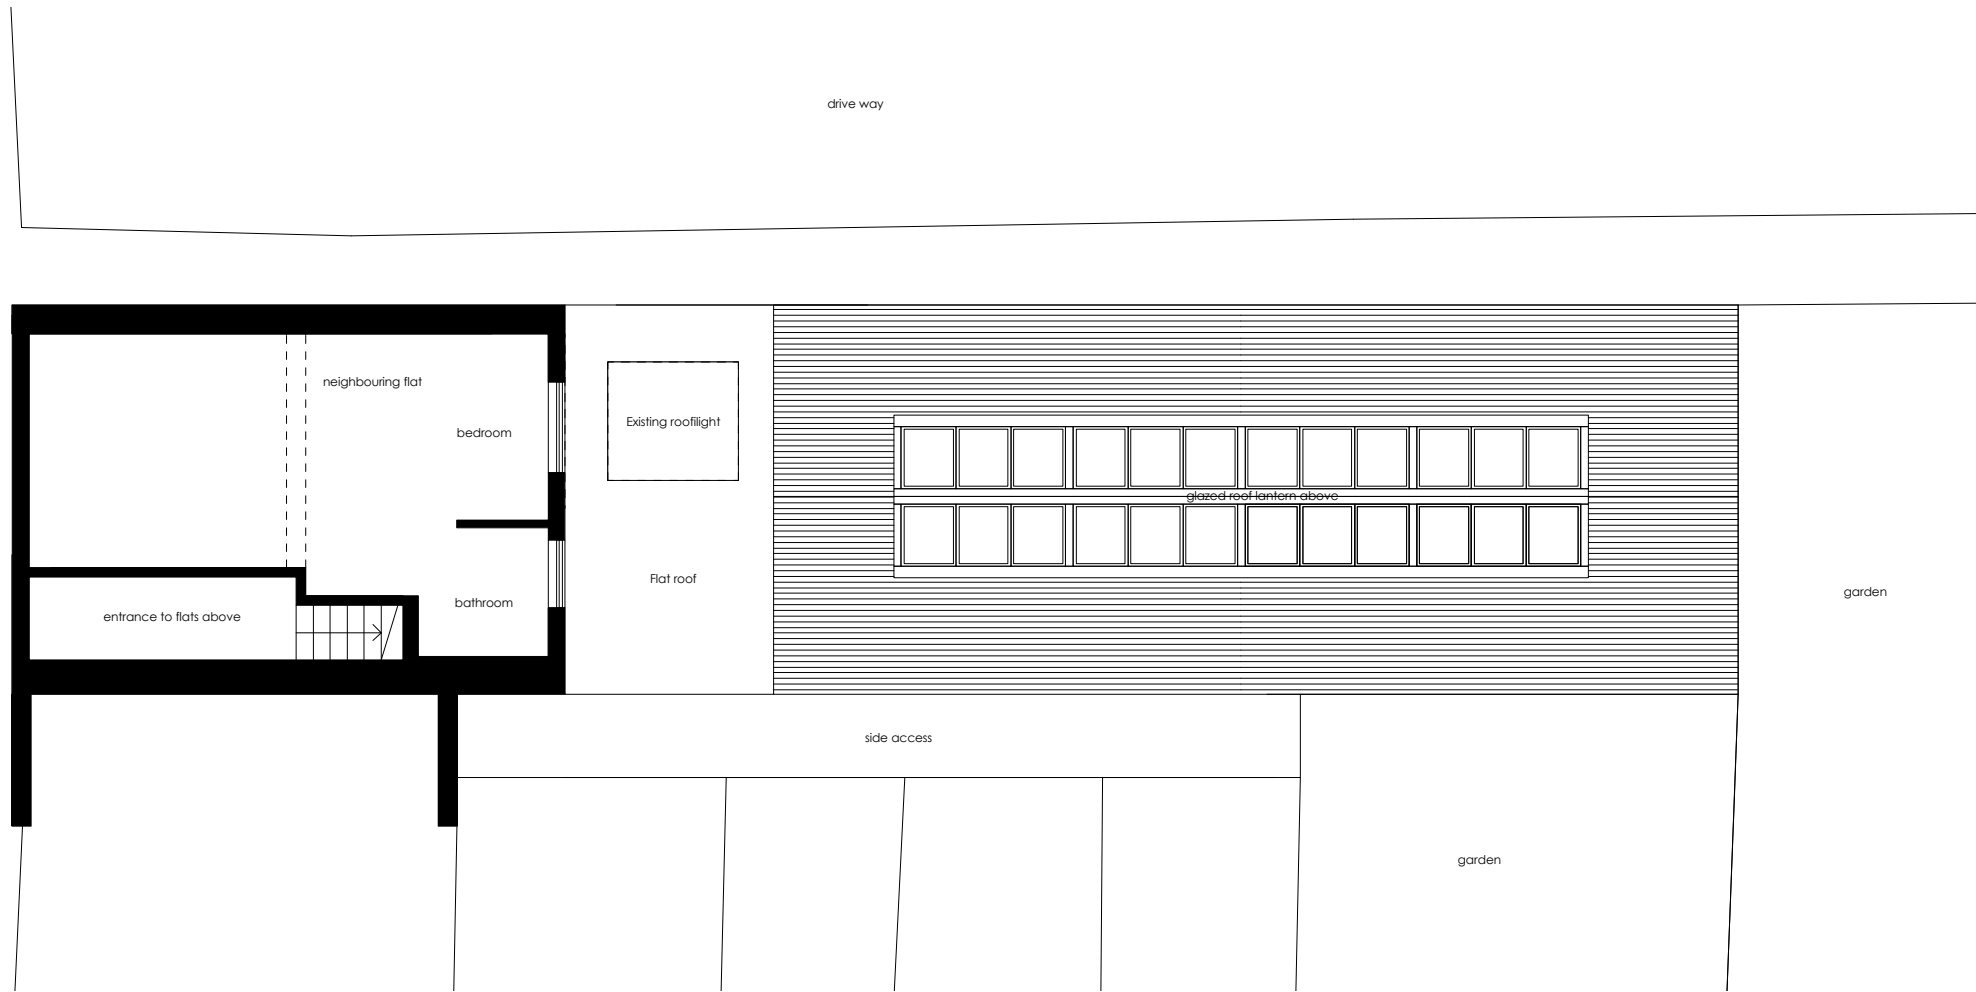 drive way
neighbouring flat
bedroom
Existing roofilight
glazed roof lantern above
Flat roof
garden
bathroom
entrance to flats above
side access
garden